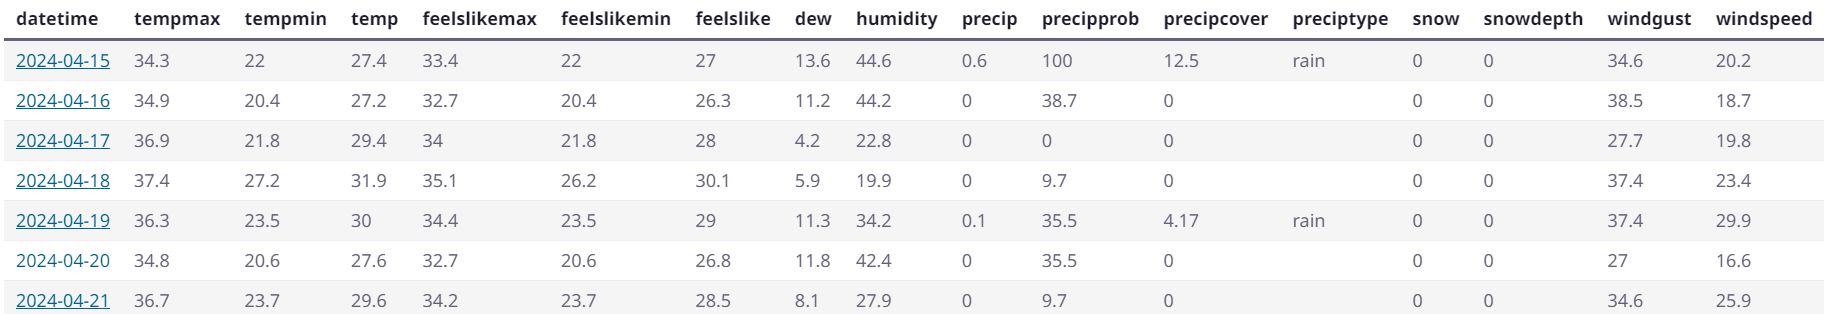 datetime tempmax tempmin temp feelslikemax feelslikemin feelslike dew humidity precip precipprob precipcover preciptype snow snowdepth windgust windspeed
2024-04-15 34.3 22 27.4 33.4 22 27 13.6 44.6 0.6 100 12.5 rain 0 0 34.6 20.2
2024-04-16 34.9 20.4 27.2 32.7 20.4 26.3 11.2 44.2 0 38.7 0 0 0 38.5 18.7
2024-04-17 36.9 21.8 29.4 34 21.8 28 4.2 22.8 0 0 0 0 0 27.7 19.8
2024-04-18 37.4 27.2 31.9 35.1 26.2 30.1 5.9 19.9 0 9.7 0 0 0 37.4 23.4
2024-04-19 36.3 23.5 30 34.4 23.5 29 11.3 34.2 0.1 35.5 4.17 rain 0 0 37.4 29.9
2024-04-20 34.8 20.6 27.6 32.7 20.6 26.8 11.8 42.4 0 35.5 0 0 0 27 16.6
2024-04-21 36.7 23.7 29.6 34.2 23.7 28.5 8.1 27.9 0 9.7 0 0 0 34.6 25.9